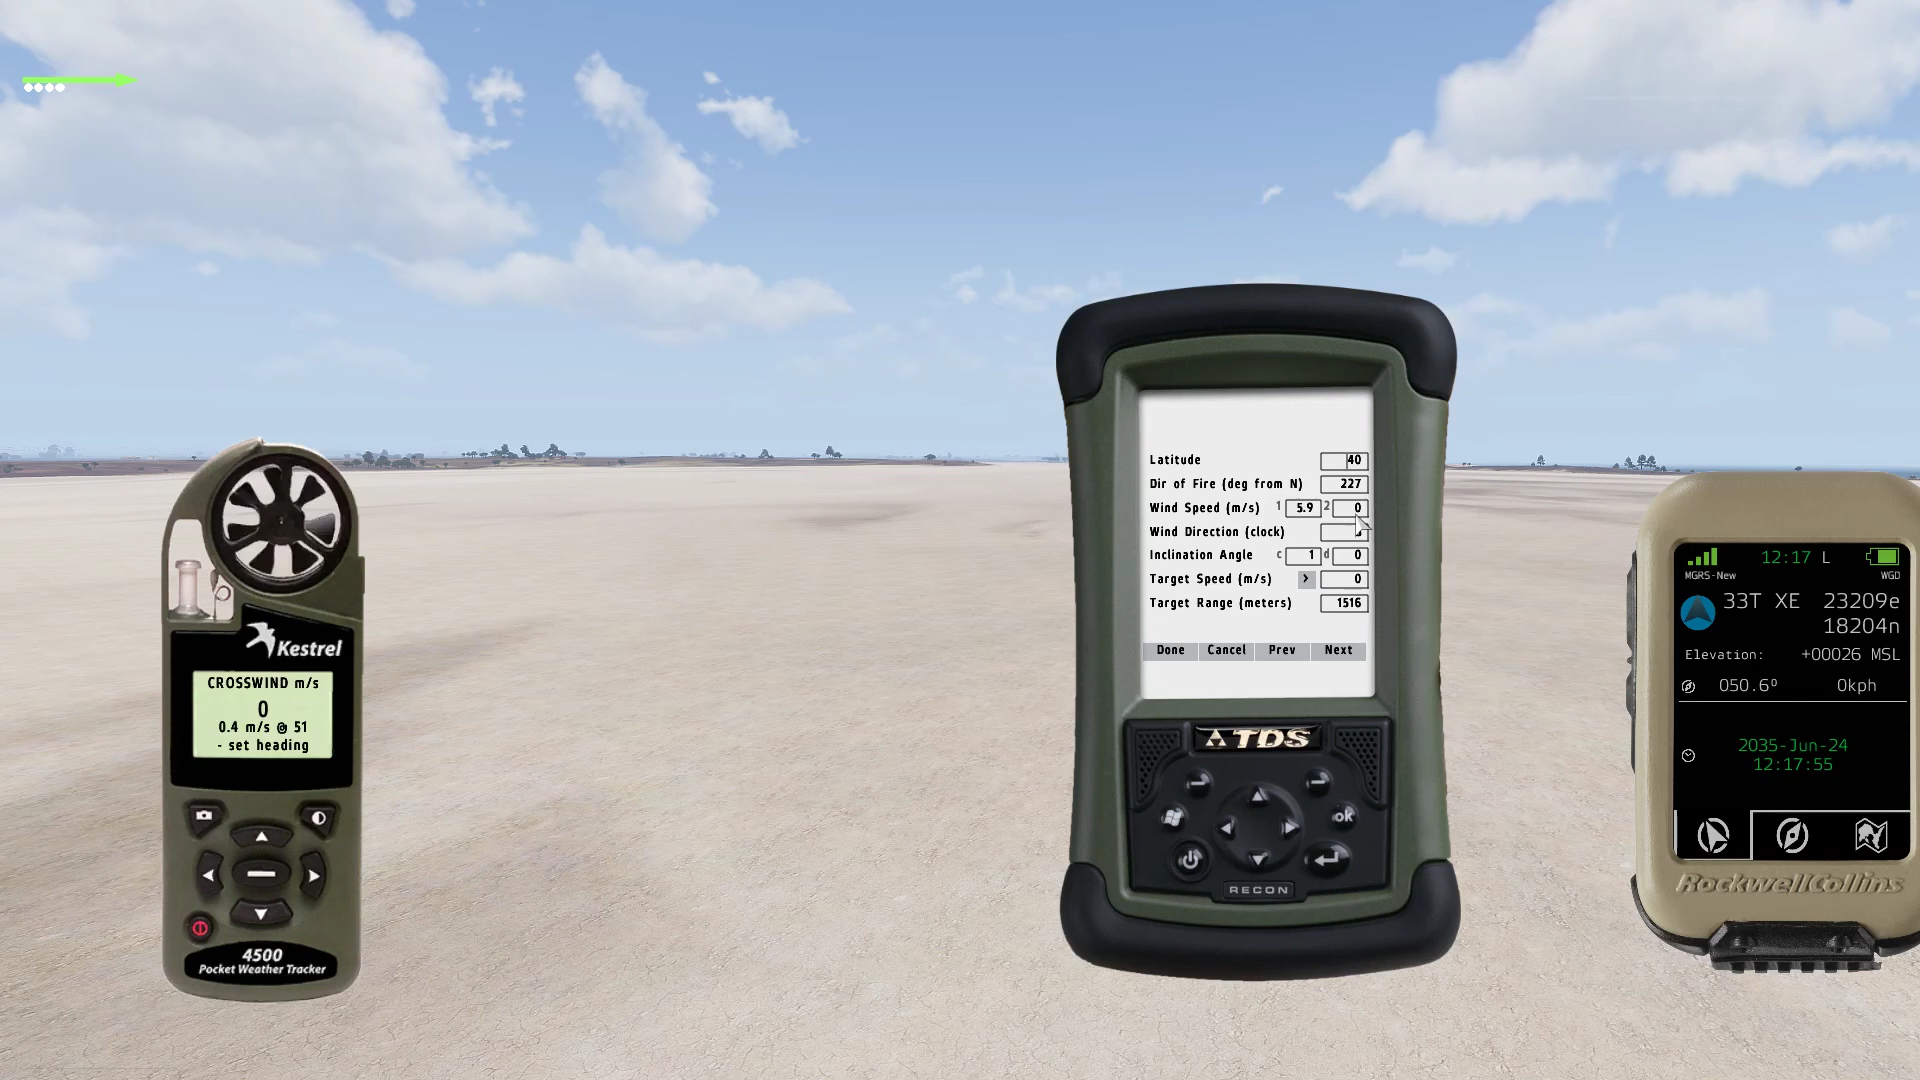 Kestrel
CROSSWIND m/s
0
0.4 m/s @ 51
- set heading
4500
Pocket Weather Tracker
Latitude 40
Dir of Fire (deg from N) 227
Wind Speed (m/s) 1 5.9 2 0
Wind Direction (clock)
Inclination Angle c 1 d 0
Target Speed (m/s) > 0
Target Range (meters) 1516
Done Cancel Prev Next
TDS
ok
RECON
12:17 L
MGRS-New WGD
33T XE 23209e
18204n
Elevation: +00026 MSL
050.6º 0kph
2035-Jun-24
12:17:55
RockwellCollins